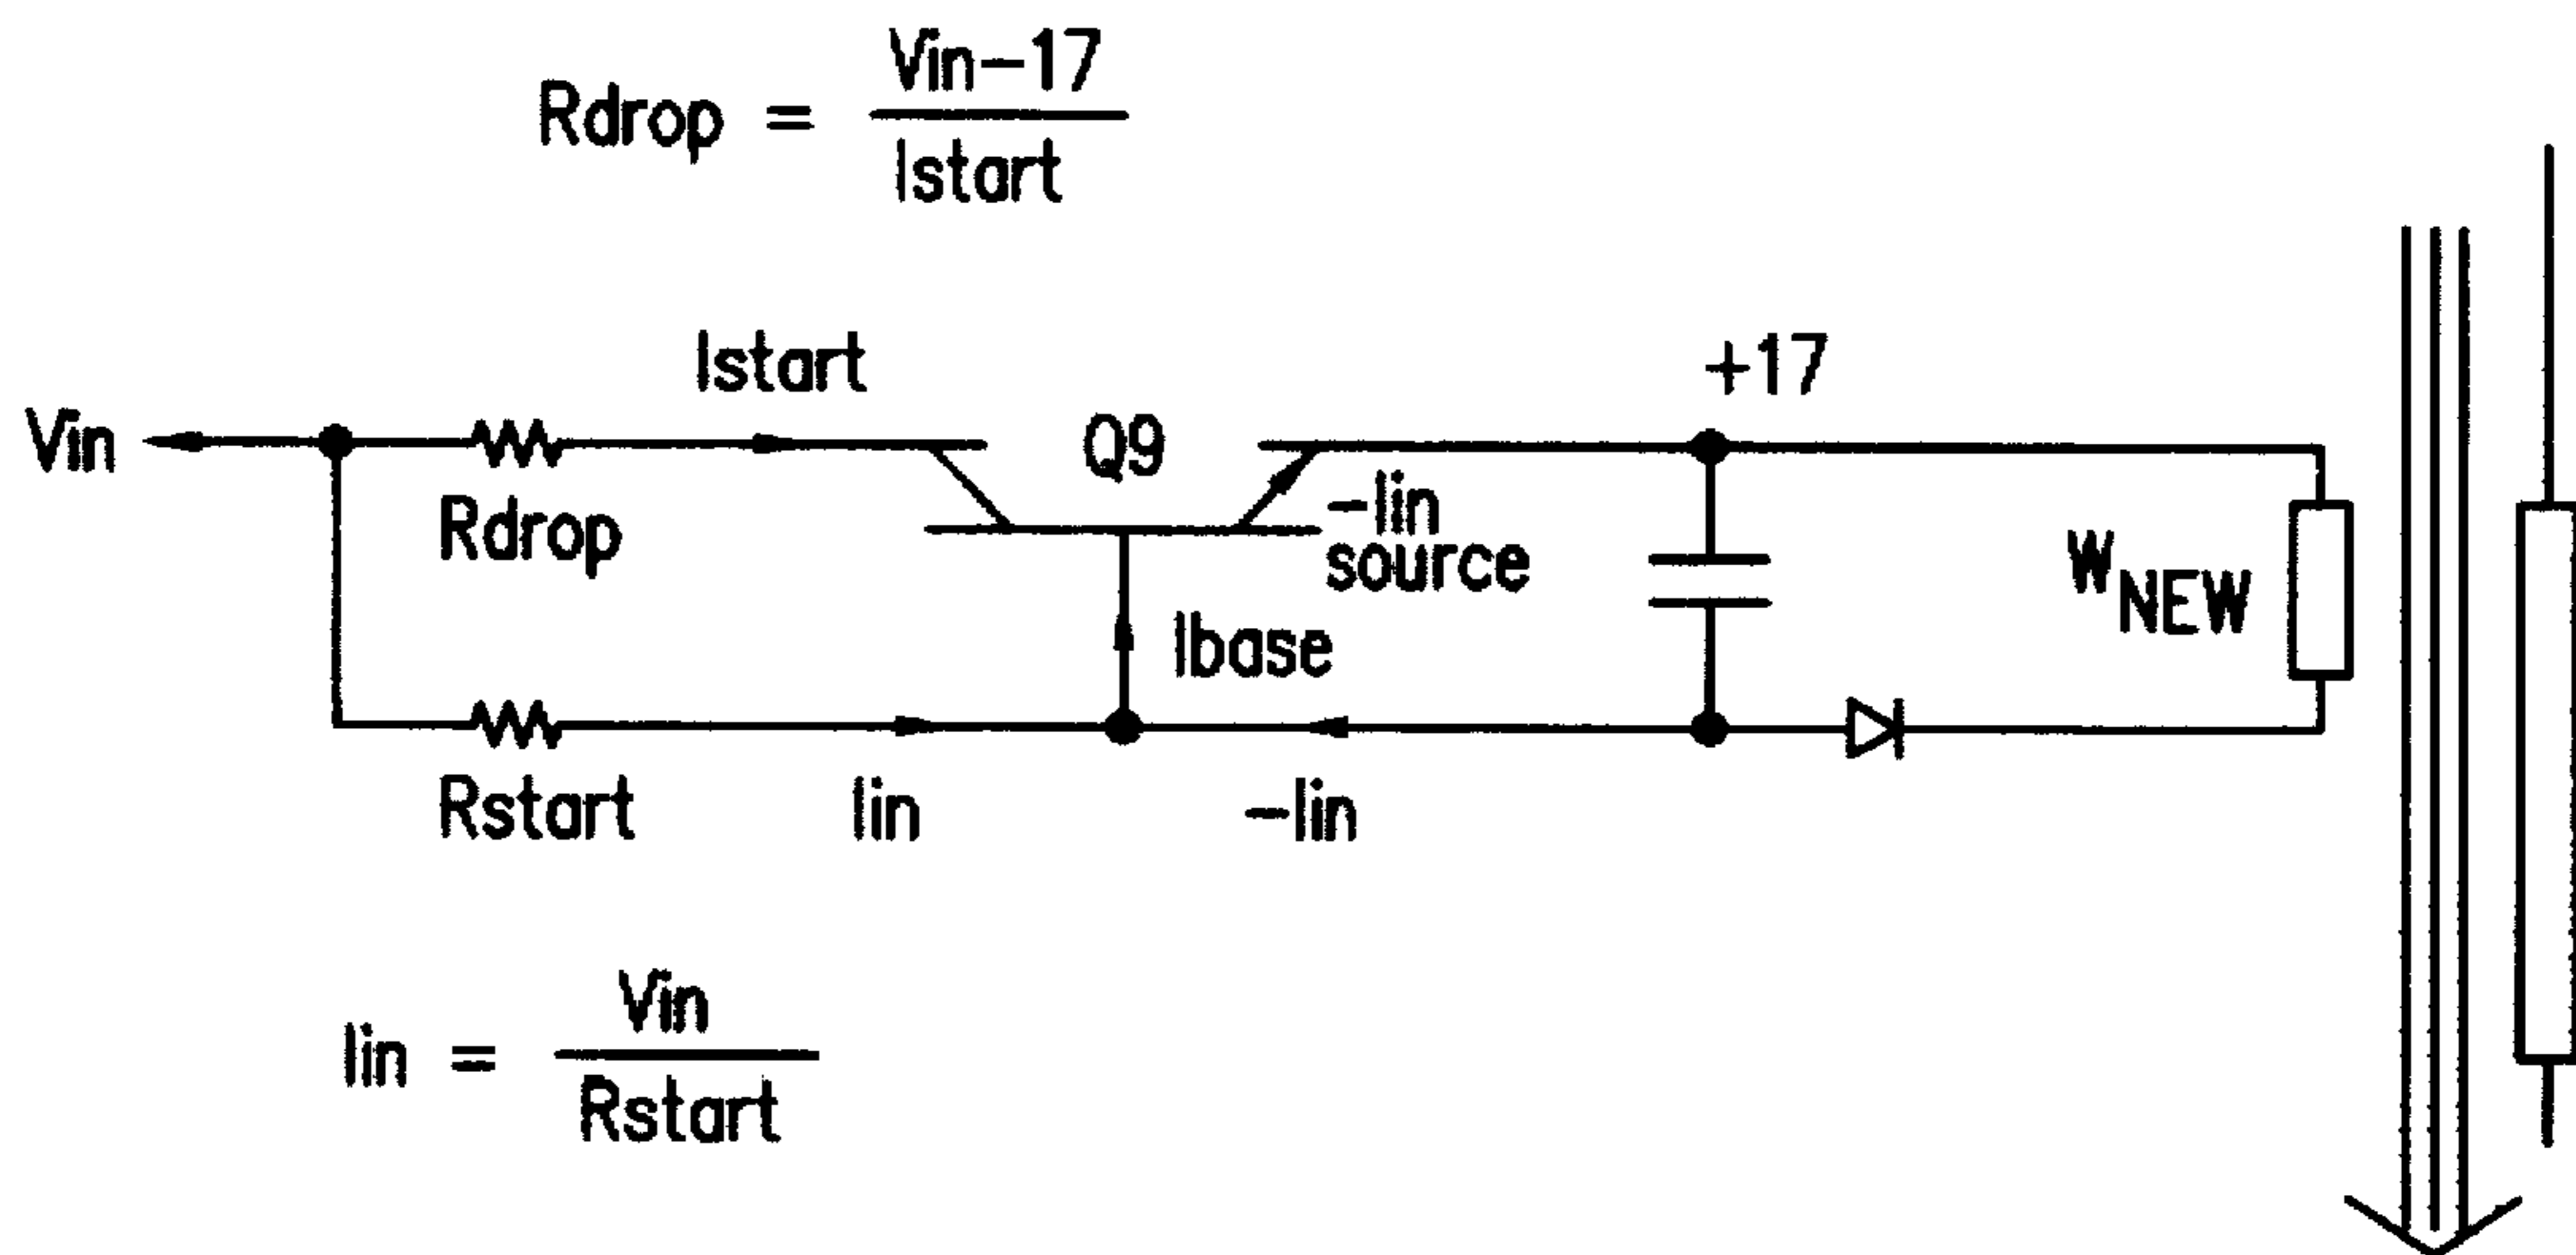 Rdrop = Vin-17
Istart
Istart
+17
Vin
Q9
Rdrop
-Iin
source
WNEW
Ibase
Rstart
Iin
-Iin
Iin = Vin
Rstart